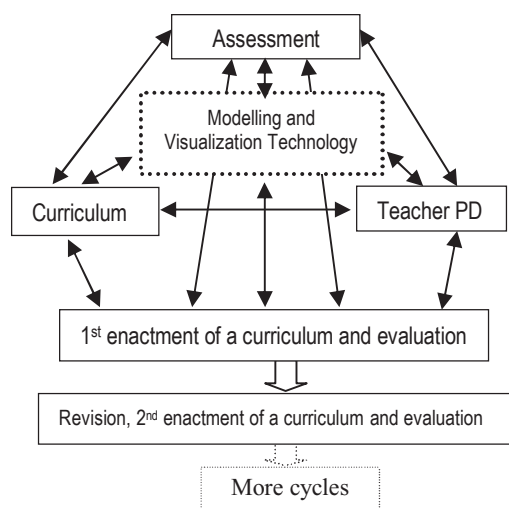 Assessment
Modelling and
Visualization Technology
Curriculum
Teacher PD
1st enactment of a curriculum and evaluation
Revision, 2nd enactment of a curriculum and evaluation
More cycles